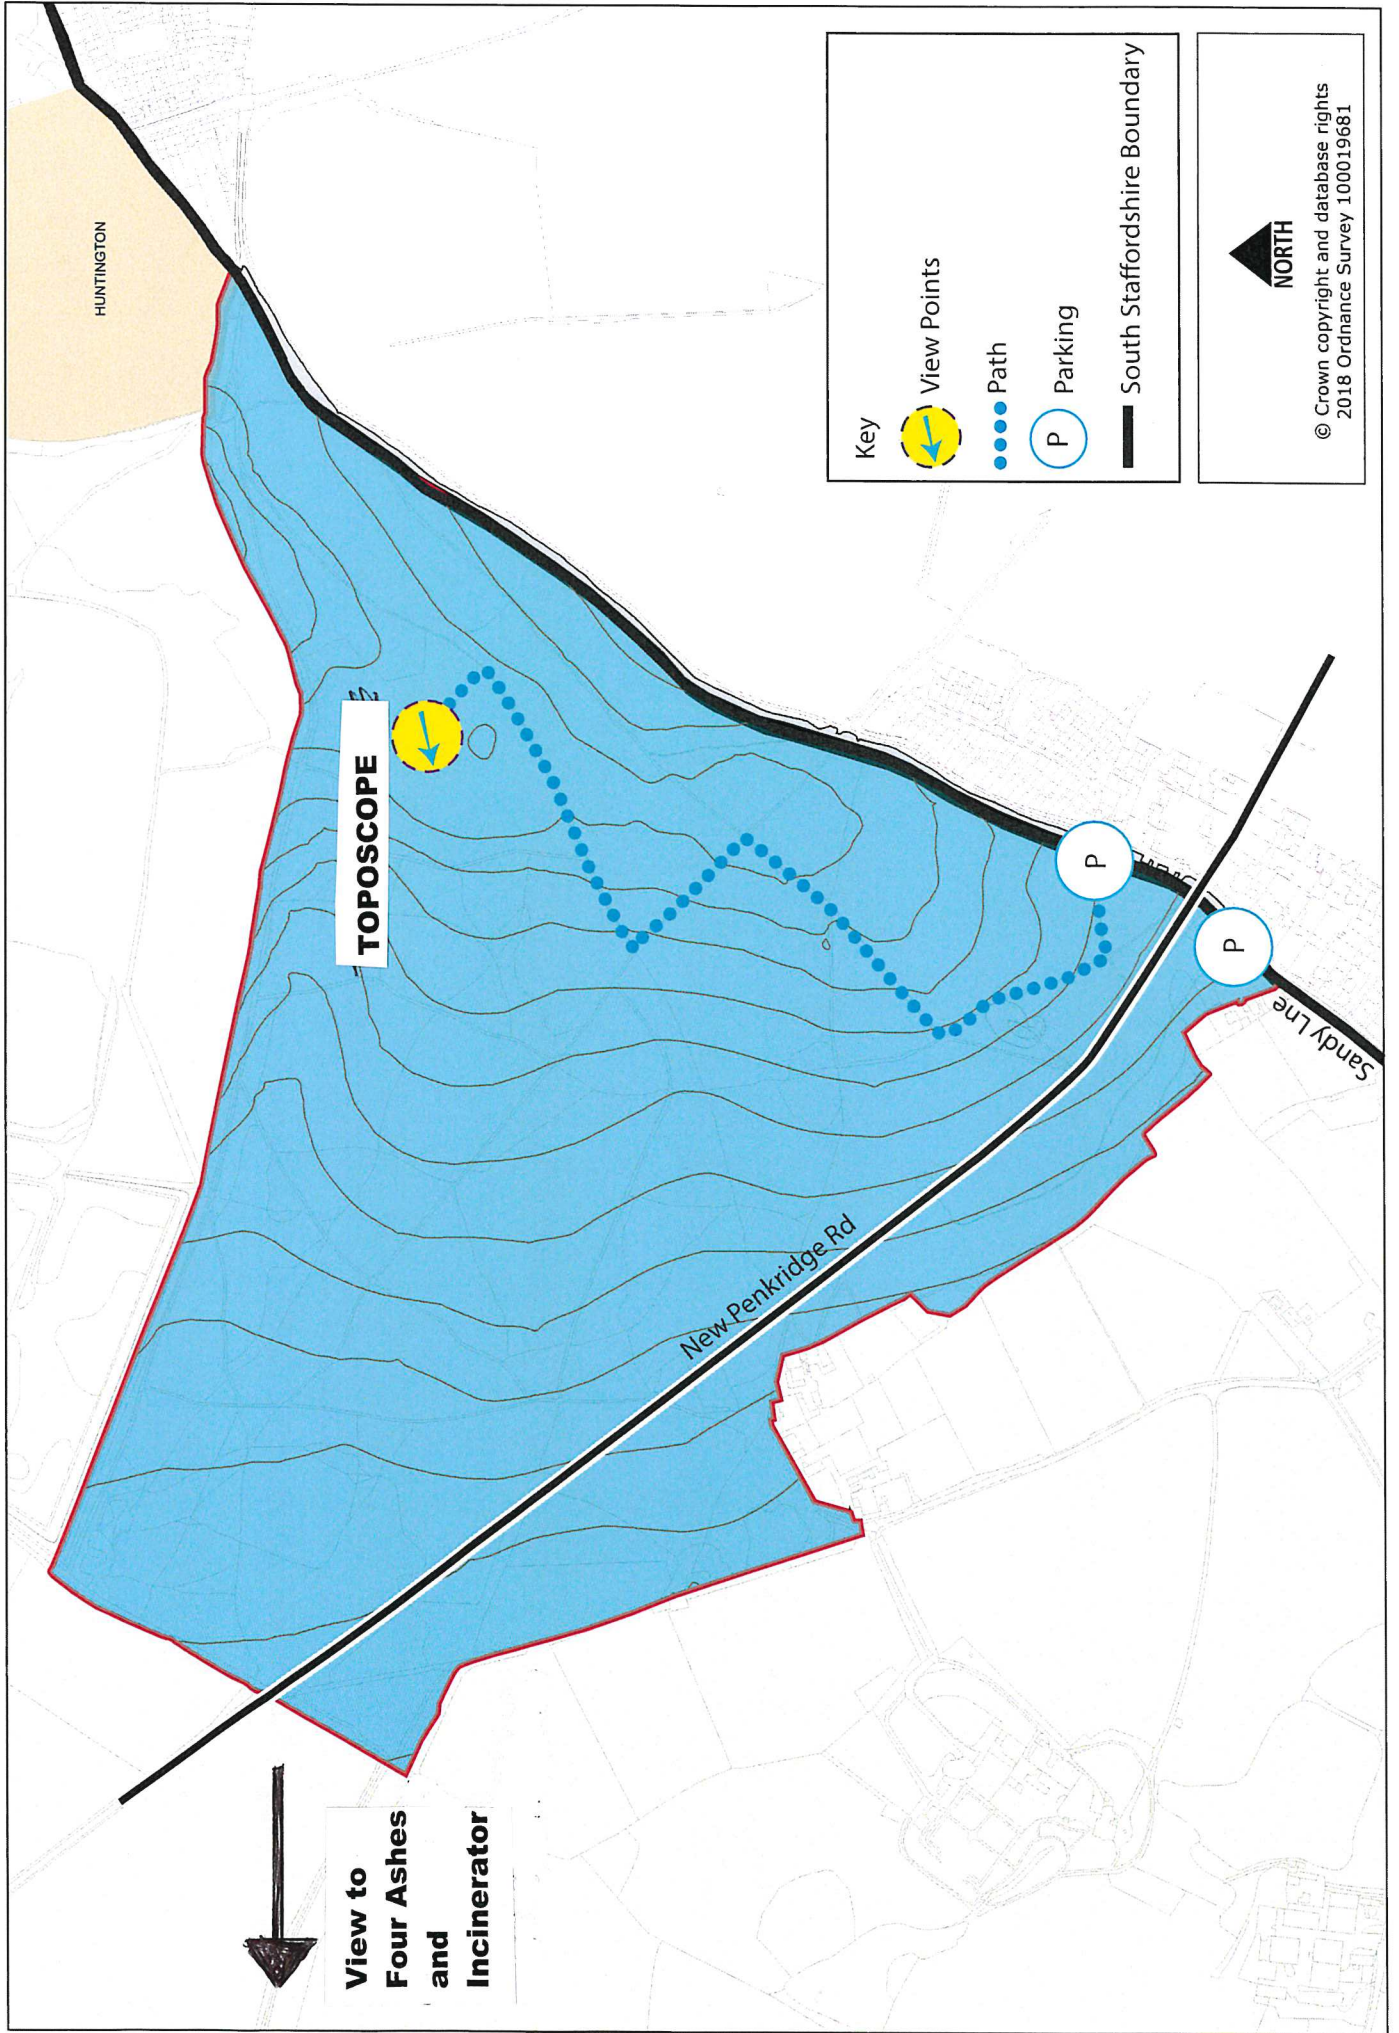 HUNTINGTON
TOPOSCOPE
P
P
Sandy Lne
New Penkridge Rd
View to
Four Ashes
and
Incinerator
Key
View Points
Path
P Parking
South Staffordshire Boundary
NORTH
© Crown copyright and database rights
2018 Ordnance Survey 100019681